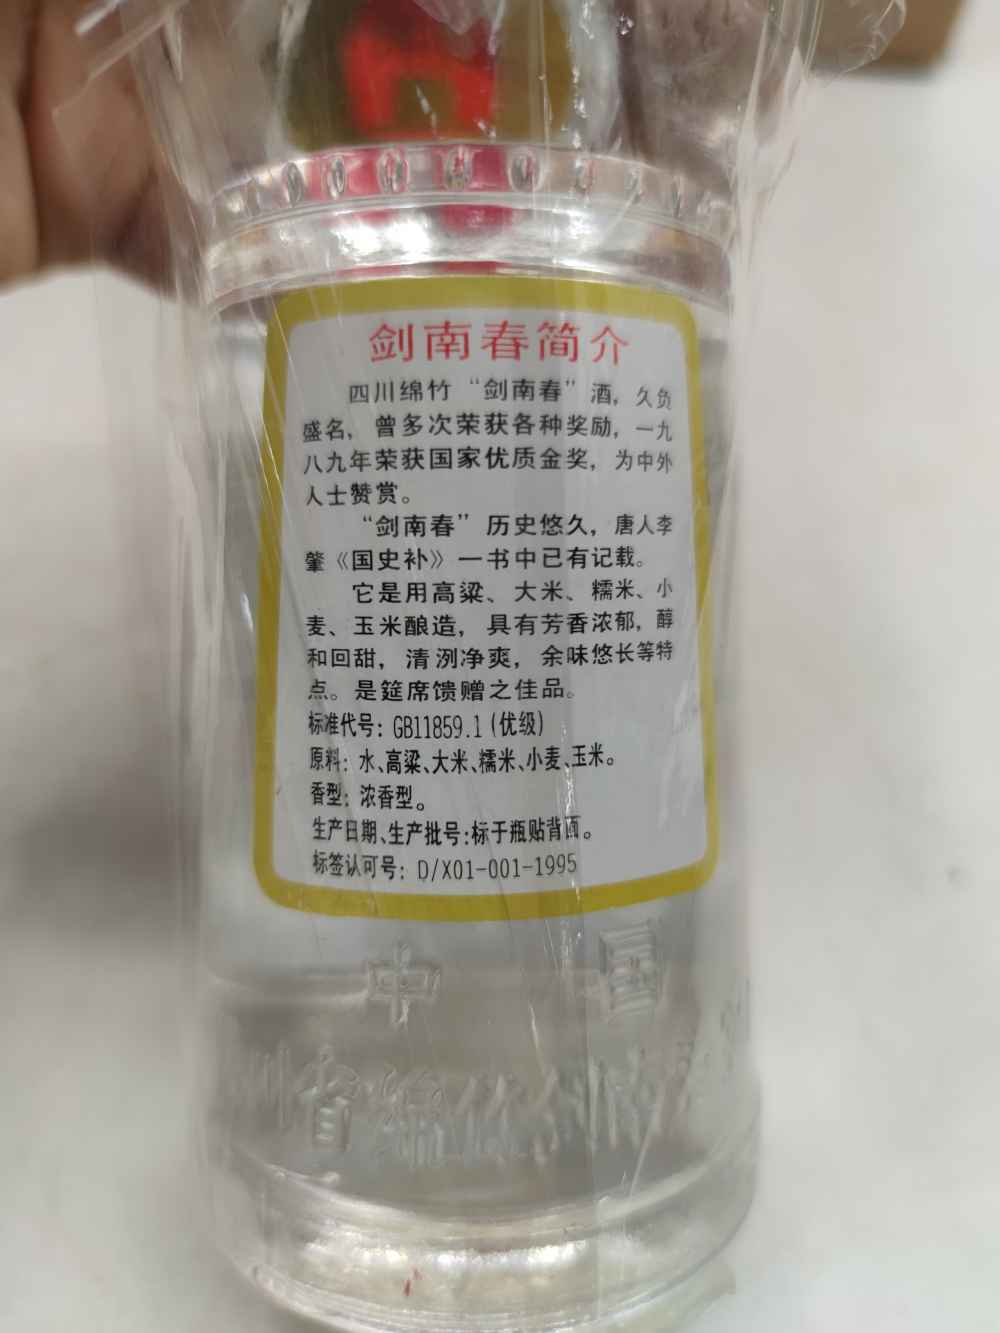 剑南春简介
四川绵竹“剑南春”酒，久负
盛名，曾多次荣获各种奖励，一九
八九年荣获国家优质金奖，为中外
人士赞赏。
“剑南春”历史悠久，唐人李
肇《国史补》一书中已有记载。
它是用高粱、大米、糯米、小
麦、玉米酿造，具有芳香浓郁，醇
和回甜，清洌净爽，余味悠长等特
点。是筵席馈赠之佳品。
标准代号：GB11859.1（优级）
原料：水、高粱、大米、糯米、小麦、玉米。
香型：浓香型。
生产日期、生产批号：标于瓶贴背面。
标签认可号：D/X01-001-1995
中国
川省绵竹剑南